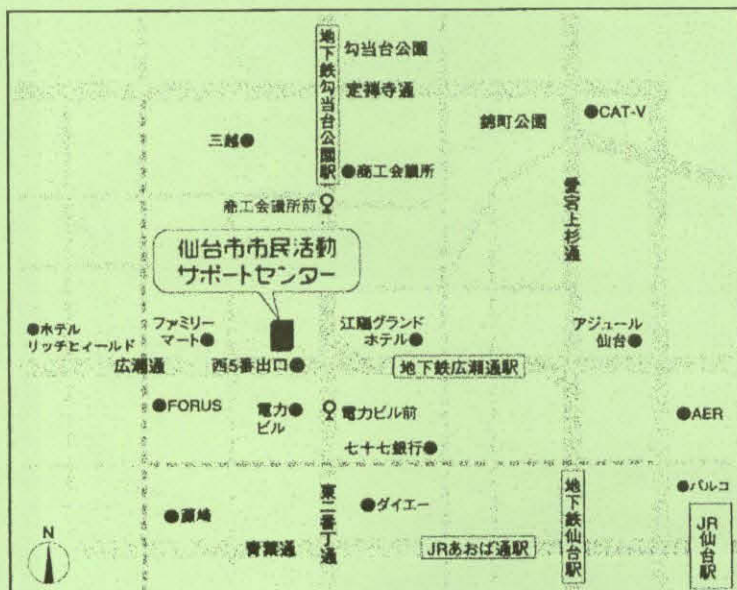 地下鉄勾当台公園駅
勾当台公園
定禅寺通
錦町公園
●CAT-V
三越●
●商工会議所
商工会議所前
愛宮上杉通
仙台市市民活動
サポートセンター
●ホテル
リッチヒィールド
ファミリー
マート●
江陽グランド
ホテル●
アジュール
仙台●
広瀬通
西5番出口●
地下鉄広瀬通駅
●FORUS
電力●
ビル
電力ビル前
●AER
七十七銀行●
●藤崎
東二番丁通
●ダイエー
地下鉄仙台駅
●パルコ
JR仙台駅
青葉通
JRあおば通駅
N